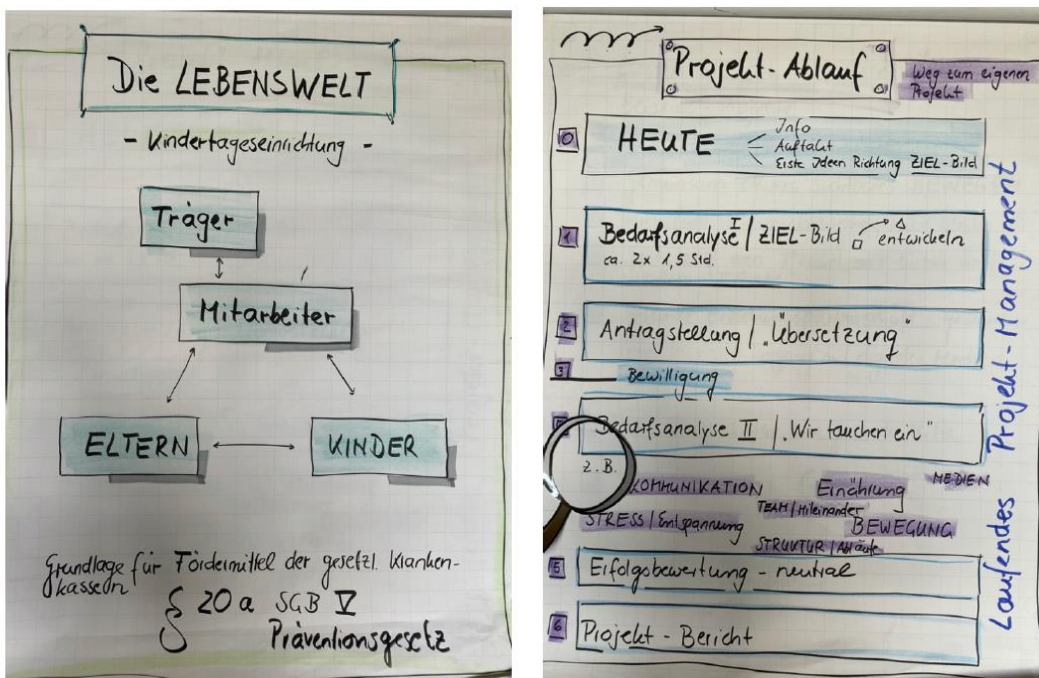 Die LEBENSWELT
- Kindertageseinrichtung -
Träger
Mitarbeiter
ELTERN
KINDER
Grundlage für Fördermittel der gesetzl. Kranken-
kassen
§ 20 a SGB V
Präventionsgesetz
Projekt-Ablauf
Weg zum eigenen
Projekt
0
HEUTE
Info
Auftakt
Erste Ideen Richtung ZIEL-Bild
1
Bedarfsanalyse I / ZIEL-Bild entwickeln
ca. 2x 1,5 Std.
2
Antragstellung / "Übersetzung"
3
Bewilligung
Bedarfsanalyse II / "Wir tauchen ein"
z.B.
KOMMUNIKATION
Ernährung
MEDIEN
TEAM / Miteinander
STRESS / Entspannung
BEWEGUNG
STRUKTUR / Abläufe
5
Erfolgsbewertung - neutral
6
Projekt - Bericht
Laufendes Projekt-Management